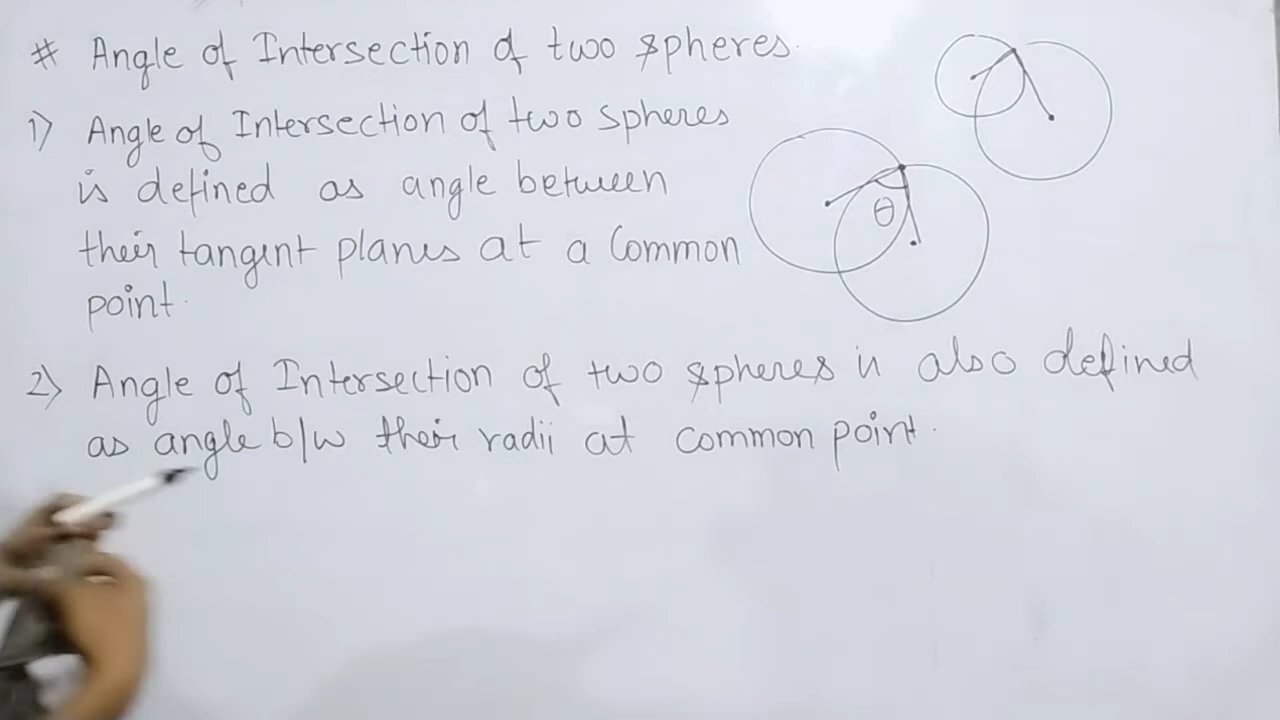 # Angle of Intersection of two spheres.
1) Angle of Intersection of two spheres
is defined as angle between
their tangent planes at a Common
point.
θ
2) Angle of Intersection of two spheres is also defined
as angle b/w their radii at common point.